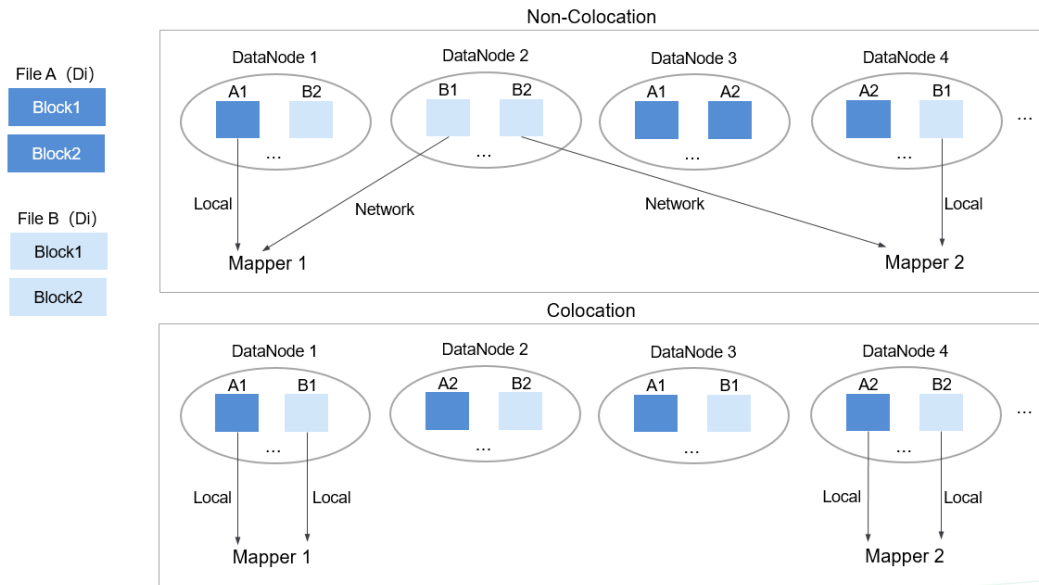 Non-Colocation
File A (Di)
Block1
Block2
File B (Di)
Block1
Block2
DataNode 1
A1 B2
...
DataNode 2
B1 B2
...
DataNode 3
A1 A2
...
DataNode 4
A2 B1
...
...
Local
Network
Network
Local
Mapper 1
Mapper 2
Colocation
DataNode 1
A1 B1
...
DataNode 2
A2 B2
...
DataNode 3
A1 B1
...
DataNode 4
A2 B2
...
...
Local
Local
Local
Local
Mapper 1
Mapper 2